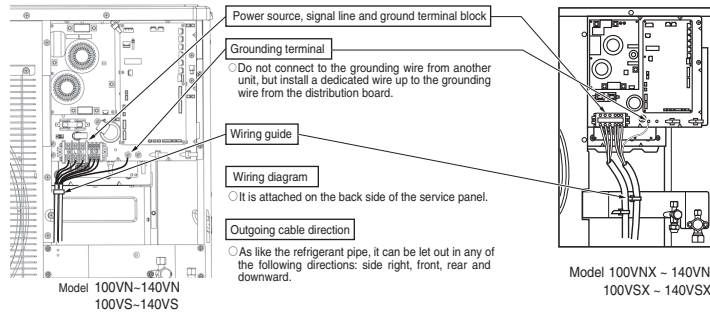 Power source, signal line and ground terminal block
Grounding terminal
○Do not connect to the grounding wire from another
unit, but install a dedicated wire up to the grounding
wire from the distribution board.
Wiring guide
Wiring diagram
○It is attached on the back side of the service panel.
Outgoing cable direction
○As like the refrigerant pipe, it can be let out in any of
the following directions: side right, front, rear and
downward.
Model 100VN~140VN
100VS~140VS
Model 100VNX ~ 140VN
100VSX ~ 140VSX